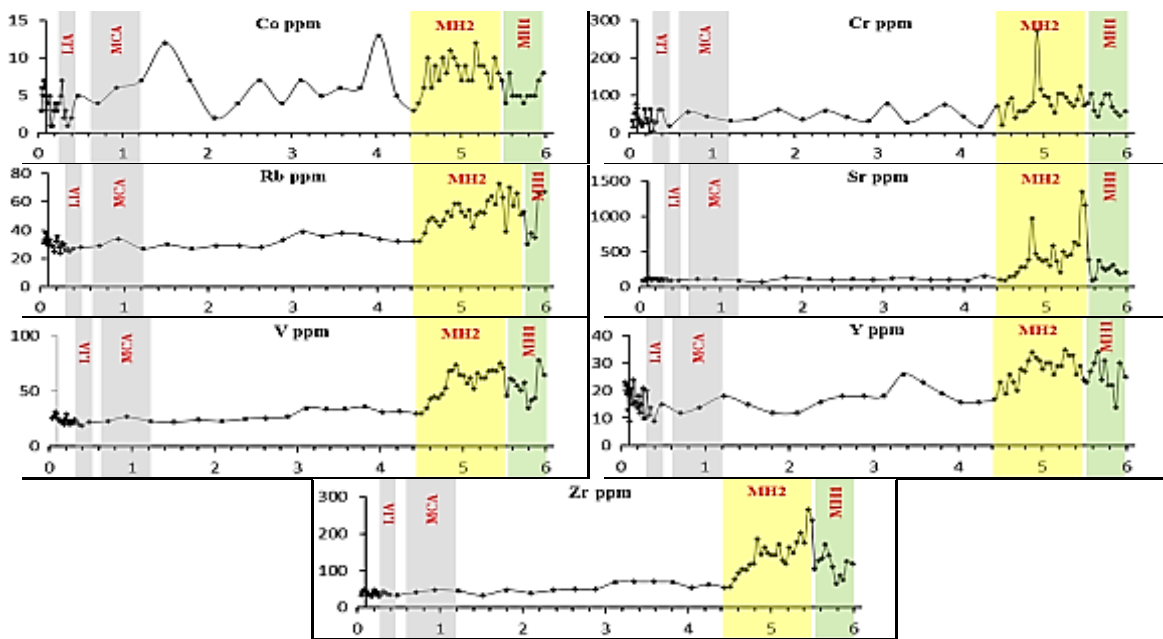 Co ppm
LIA
MCA
MH2
MH1
15
10
5
0
0 1 2 3 4 5 6
Cr ppm
LIA
MCA
MH2
MH1
300
200
100
0
0 1 2 3 4 5 6
Rb ppm
LIA
MCA
MH2
MH1
80
60
40
20
0
0 1 2 3 4 5 6
Sr ppm
LIA
MCA
MH2
MH1
1500
1000
500
0
0 1 2 3 4 5 6
V ppm
LIA
MCA
MH2
MH1
100
50
0
0 1 2 3 4 5 6
Y ppm
LIA
MCA
MH2
MH1
40
30
20
10
0
0 1 2 3 4 5 6
Zr ppm
LIA
MCA
MH2
MH1
300
200
100
0
0 1 2 3 4 5 6